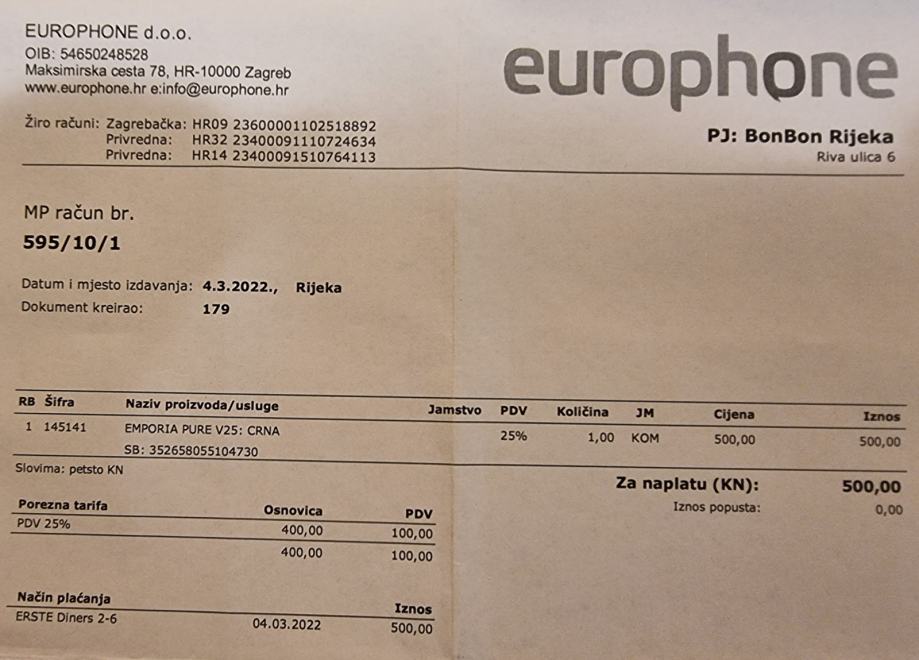 EUROPHONE d.o.o.
OIB: 54650248528
Maksimirska cesta 78, HR-10000 Zagreb
www.europhone.hr e:info@europhone.hr
europhone
PJ: BonBon Rijeka
Riva ulica 6
Žiro računi: Zagrebačka: HR09 23600001102518892
Privredna: HR32 23400091110724634
Privredna: HR14 23400091510764113
MP račun br.
595/10/1
Datum i mjesto izdavanja: 4.3.2022., Rijeka
Dokument kreirao: 179
RB Šifra Naziv proizvoda/usluge Jamstvo PDV Količina JM Cijena Iznos
1 145141 EMPORIA PURE V25: CRNA 25% 1,00 KOM 500,00 500,00
SB: 352658055104730
Slovima: petsto KN
Za naplatu (KN): 500,00
Iznos popusta: 0,00
Porezna tarifa Osnovica PDV
PDV 25% 400,00 100,00
400,00 100,00
Način plaćanja Iznos
ERSTE Diners 2-6 04.03.2022 500,00